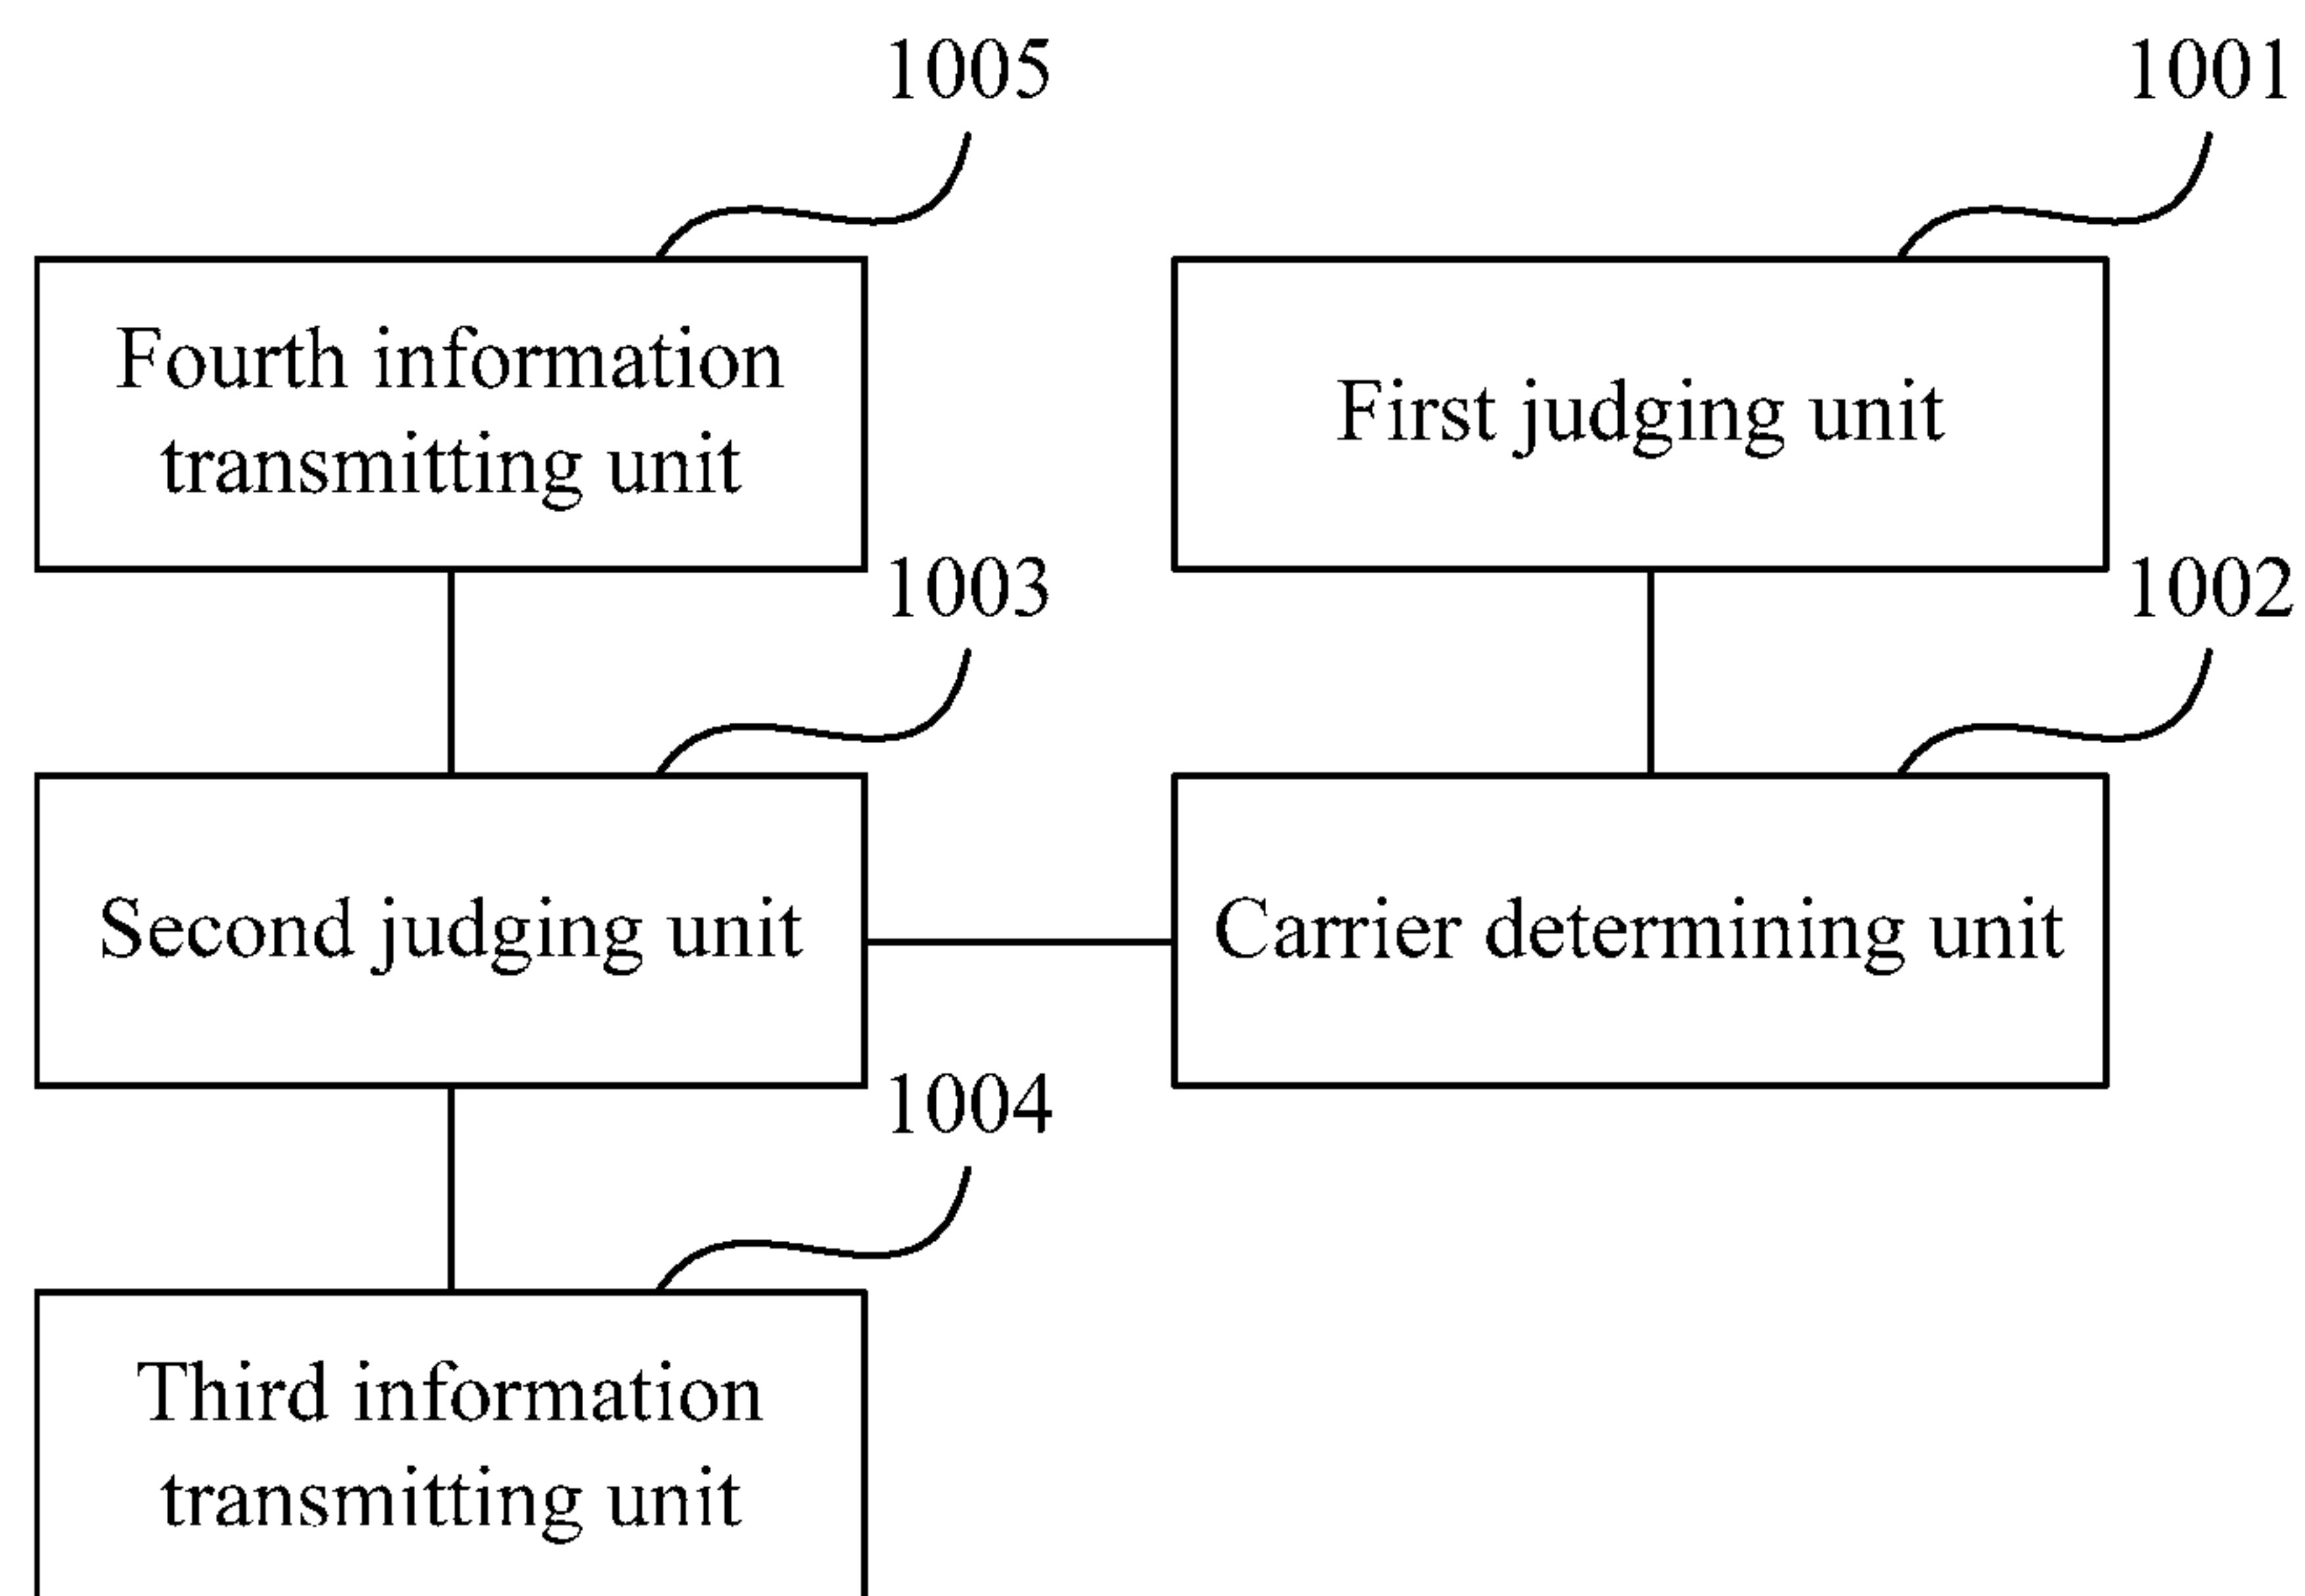 1005
1001
Fourth information
transmitting unit
First judging unit
1003
1002
Second judging unit
Carrier determining unit
1004
Third information
transmitting unit